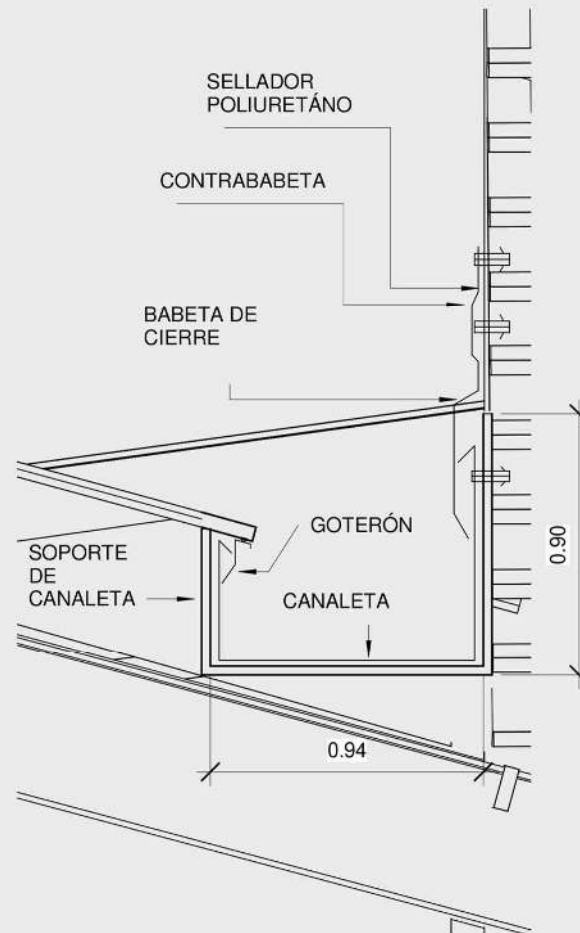 SELLADOR
POLIURETÁNO
CONTRABABETA
BABETA DE
CIERRE
GOTERÓN
SOPORTE
DE
CANALETA
CANALETA
0.90
0.94